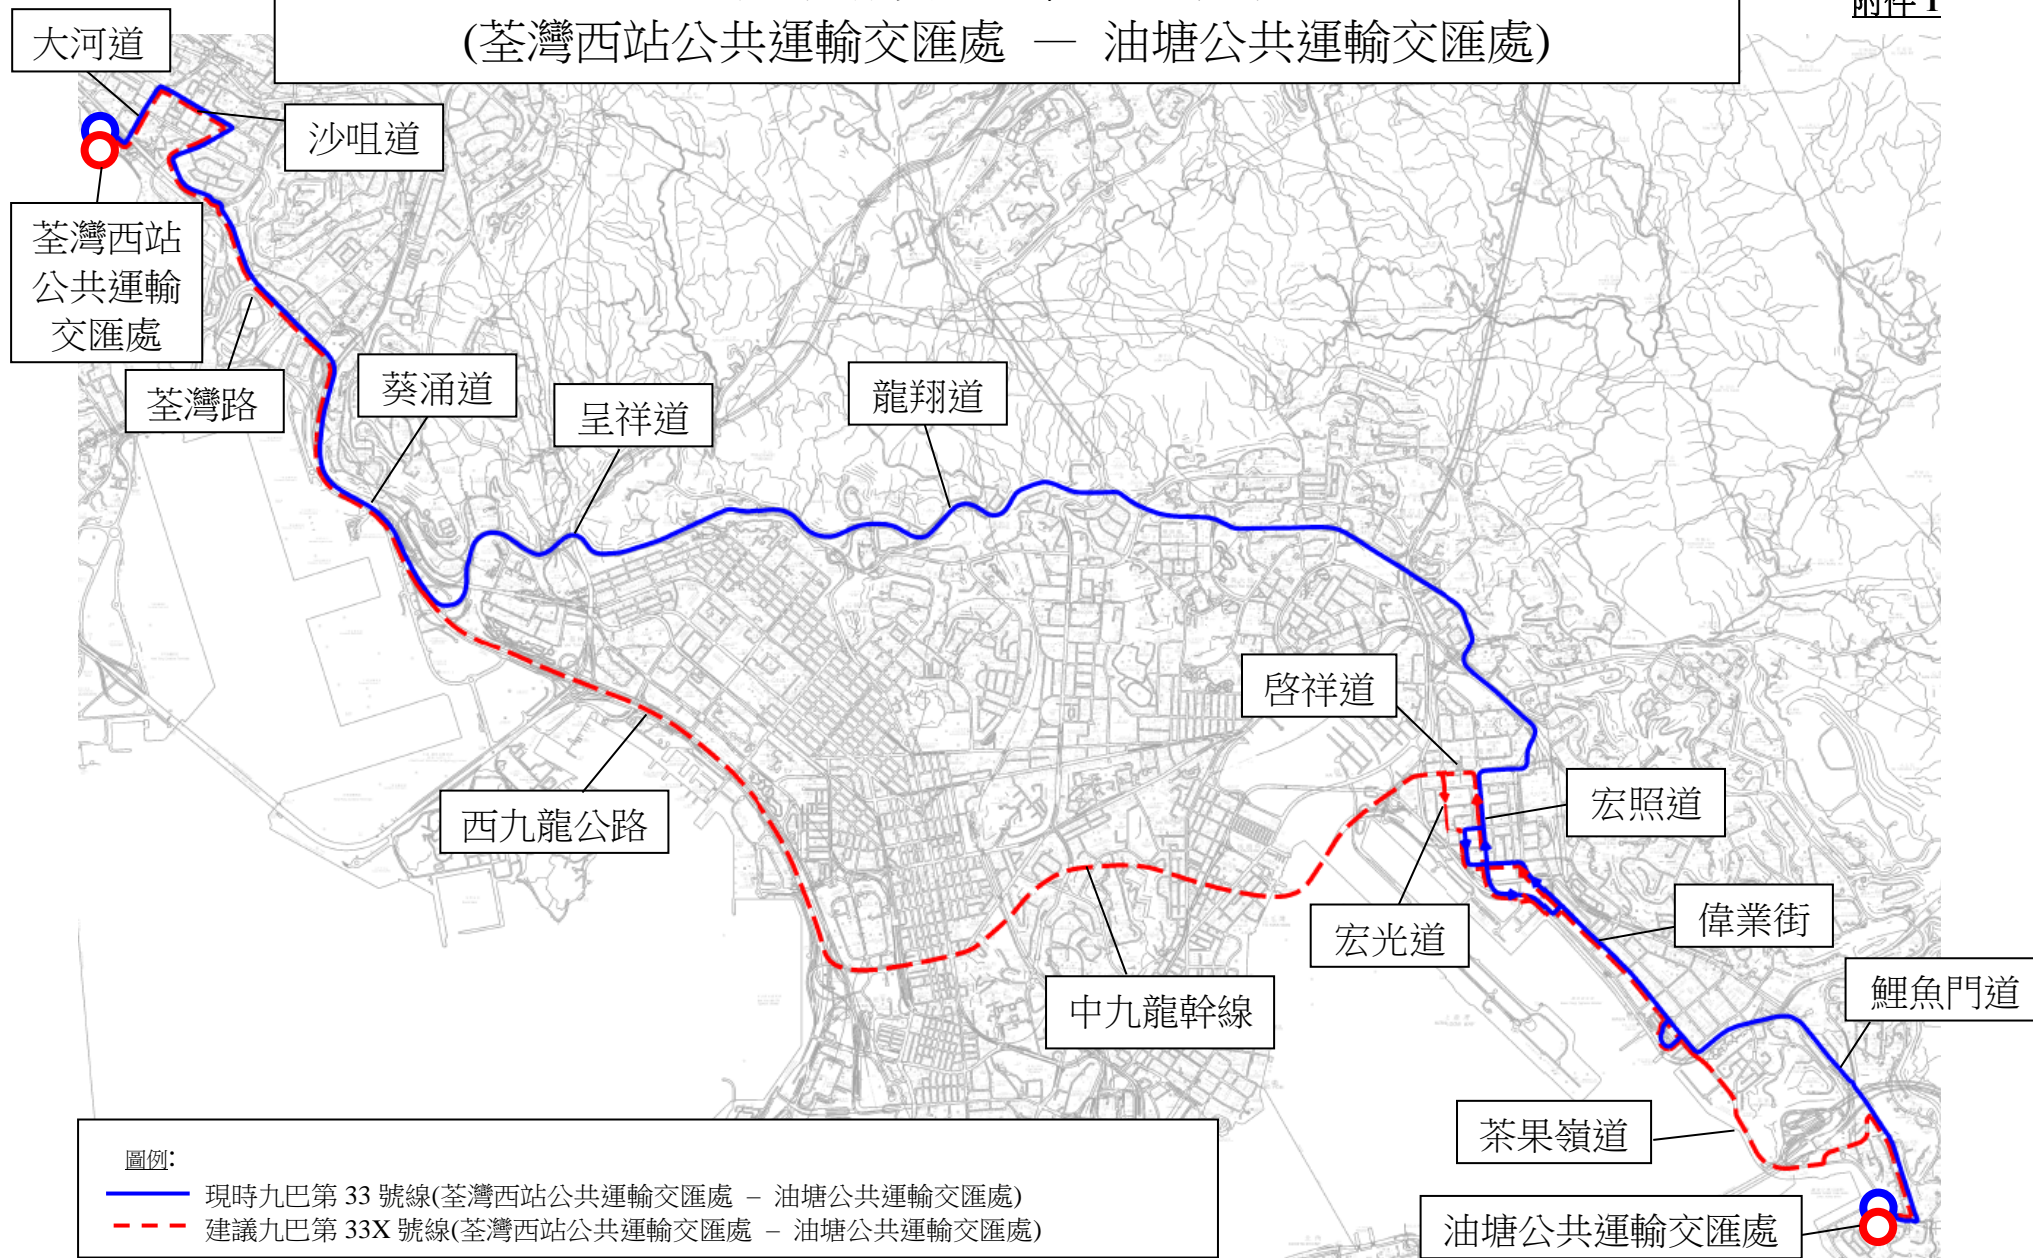 附件 1
(荃灣西站公共運輸交匯處 — 油塘公共運輸交匯處)
大河道
沙咀道
荃灣西站
公共運輸
交匯處
荃灣路
葵涌道
呈祥道
龍翔道
啓祥道
西九龍公路
宏照道
宏光道
偉業街
中九龍幹線
鯉魚門道
茶果嶺道
油塘公共運輸交匯處
圖例:
現時九巴第 33 號線(荃灣西站公共運輸交匯處 – 油塘公共運輸交匯處)
建議九巴第 33X 號線(荃灣西站公共運輸交匯處 – 油塘公共運輸交匯處)